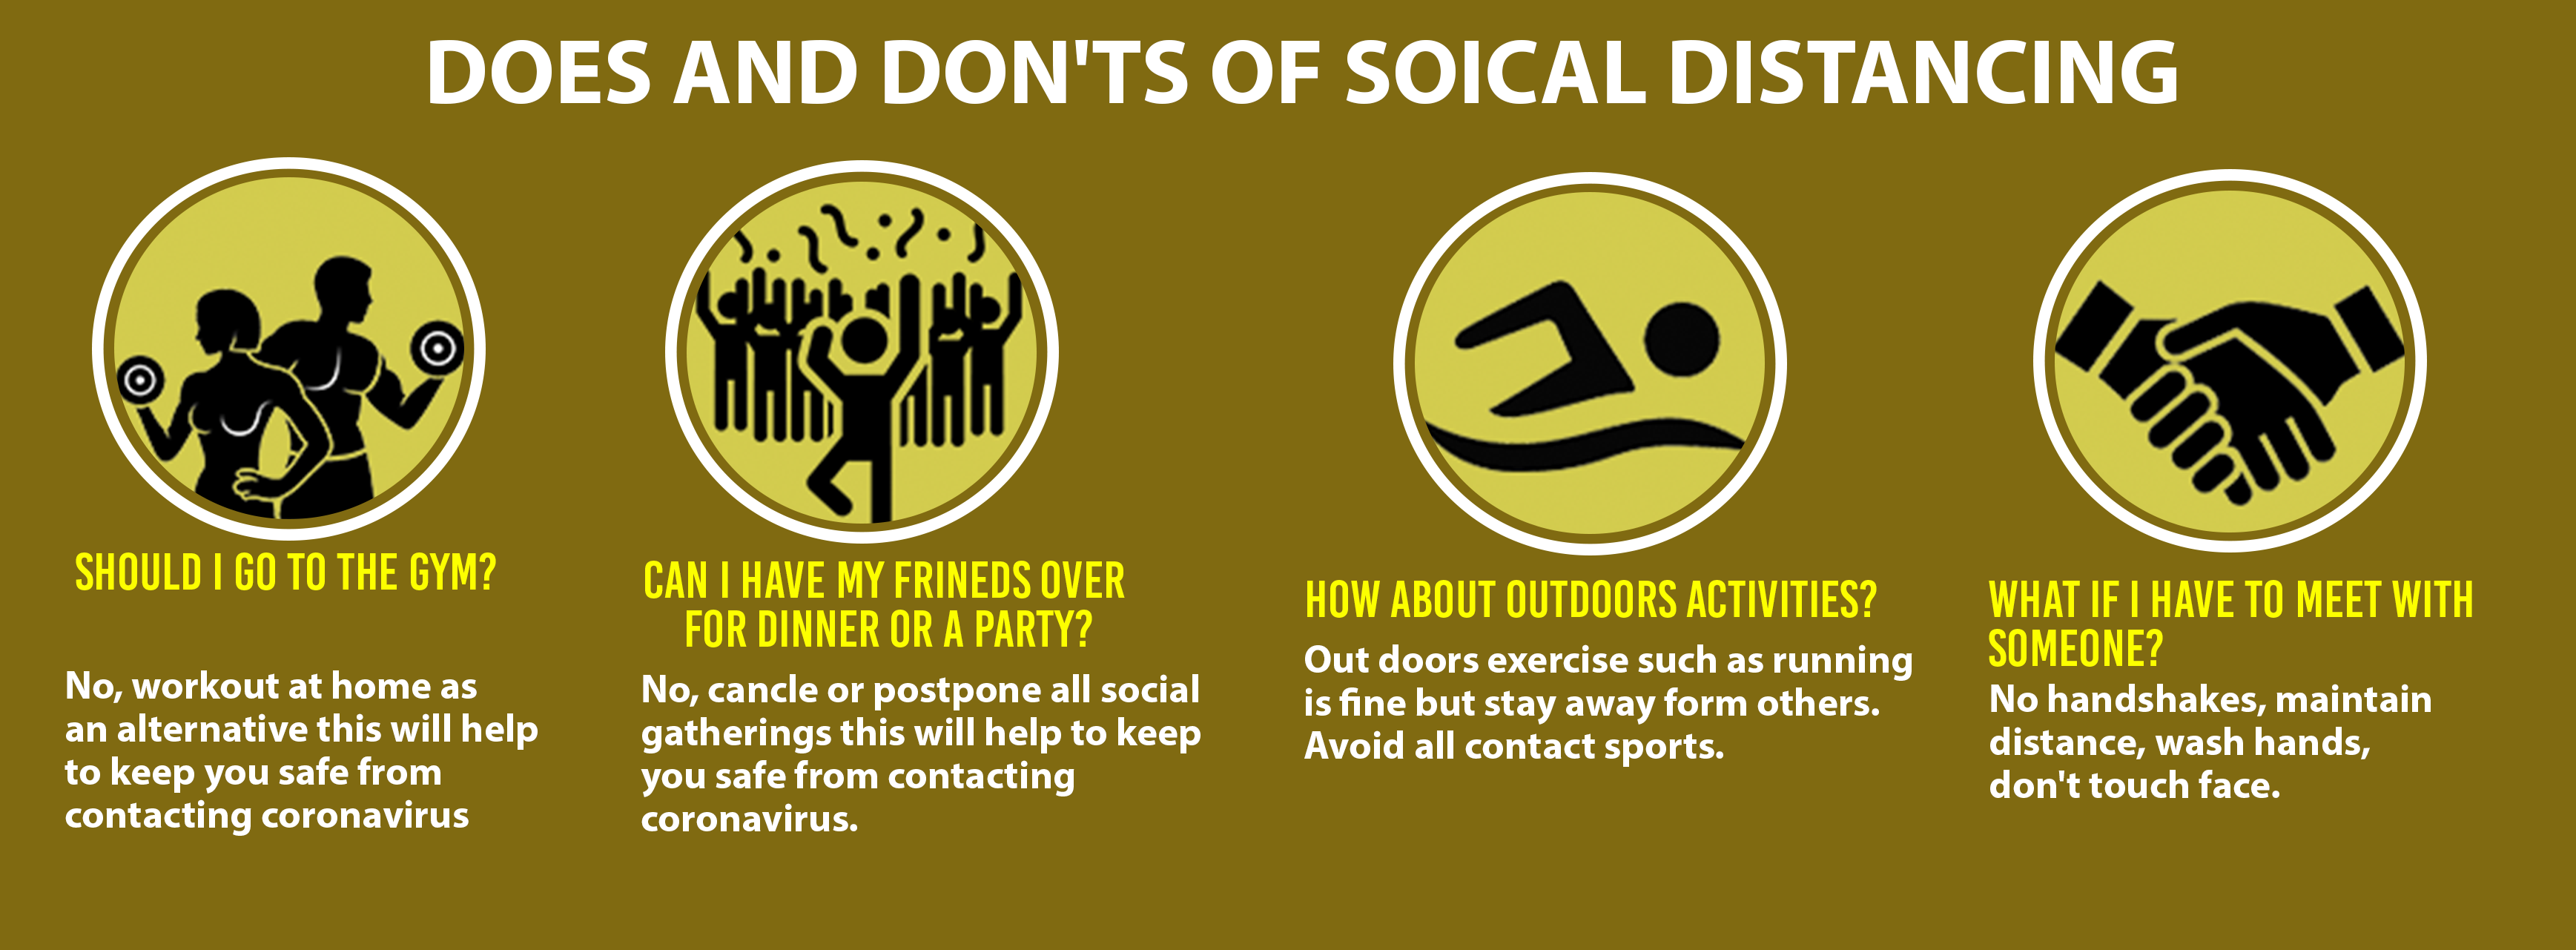 DOES AND DON'TS OF SOICAL DISTANCING
SHOULD I GO TO THE GYM?
No, workout at home as
an alternative this will help
to keep you safe from
contacting coronavirus
CAN I HAVE MY FRINEDS OVER
FOR DINNER OR A PARTY?
No, cancle or postpone all social
gatherings this will help to keep
you safe from contacting
coronavirus.
HOW ABOUT OUTDOORS ACTIVITIES?
Out doors exercise such as running
is fine but stay away form others.
Avoid all contact sports.
WHAT IF I HAVE TO MEET WITH
SOMEONE?
No handshakes, maintain
distance, wash hands,
don't touch face.